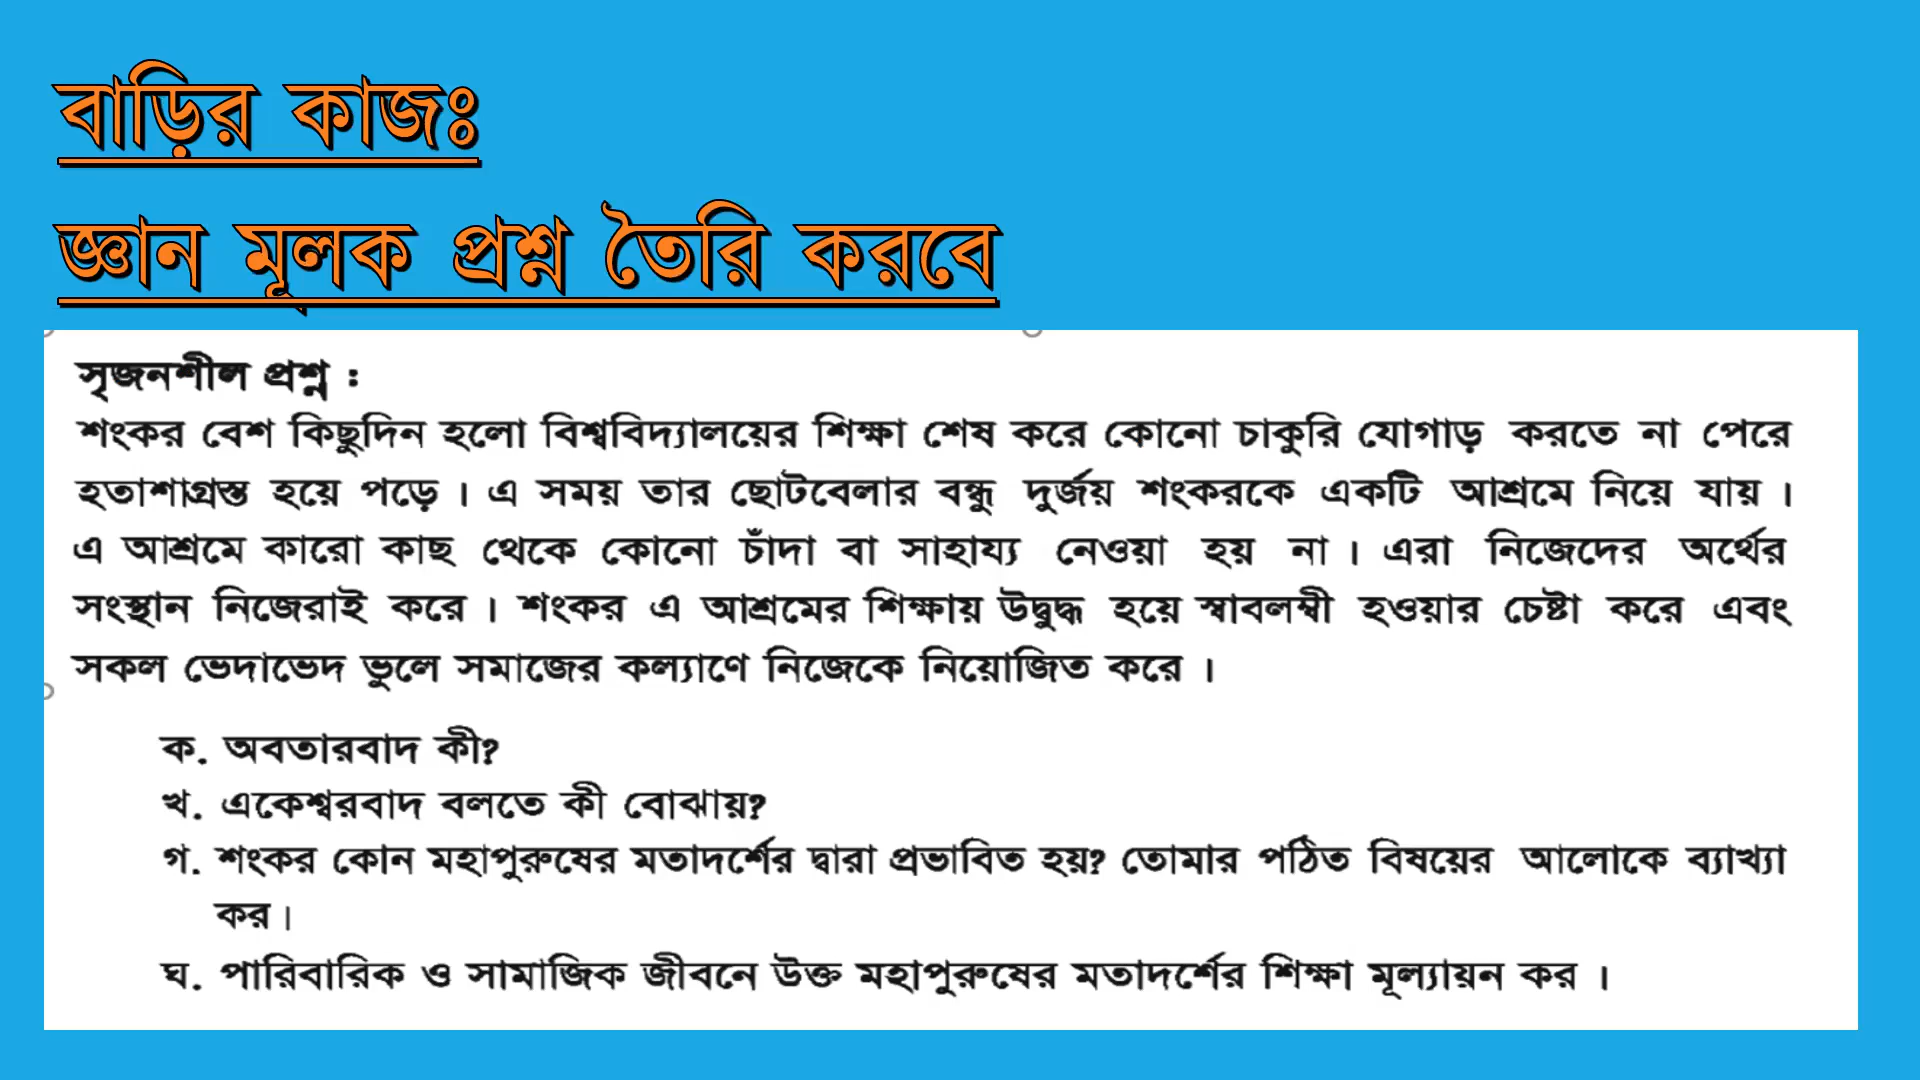 বাড়ির কাজঃ
জ্ঞান মূলক প্রশ্ন তৈরি করবে
সৃজনশীল প্রশ্ন :
শংকর বেশ কিছুদিন হলো বিশ্ববিদ্যালয়ের শিক্ষা শেষ করে কোনো চাকুরি যোগাড় করতে না পেরে
হতাশাগ্রস্ত হয়ে পড়ে। এ সময় তার ছোটবেলার বন্ধু দুর্জয় শংকরকে একটি আশ্রমে নিয়ে যায়।
এ আশ্রমে কারো কাছ থেকে কোনো চাঁদা বা সাহায্য নেওয়া হয় না। এরা নিজেদের অর্থের
সংস্থান নিজেরাই করে। শংকর এ আশ্রমের শিক্ষায় উদ্বুদ্ধ হয়ে স্বাবলম্বী হওয়ার চেষ্টা করে এবং
সকল ভেদাভেদ ভুলে সমাজের কল্যাণে নিজেকে নিয়োজিত করে।
ক. অবতারবাদ কী?
খ. একেশ্বরবাদ বলতে কী বোঝায়?
গ. শংকর কোন মহাপুরুষের মতাদর্শের দ্বারা প্রভাবিত হয়? তোমার পঠিত বিষয়ের আলোকে ব্যাখ্যা
কর।
ঘ. পারিবারিক ও সামাজিক জীবনে উক্ত মহাপুরুষের মতাদর্শের শিক্ষা মূল্যায়ন কর।